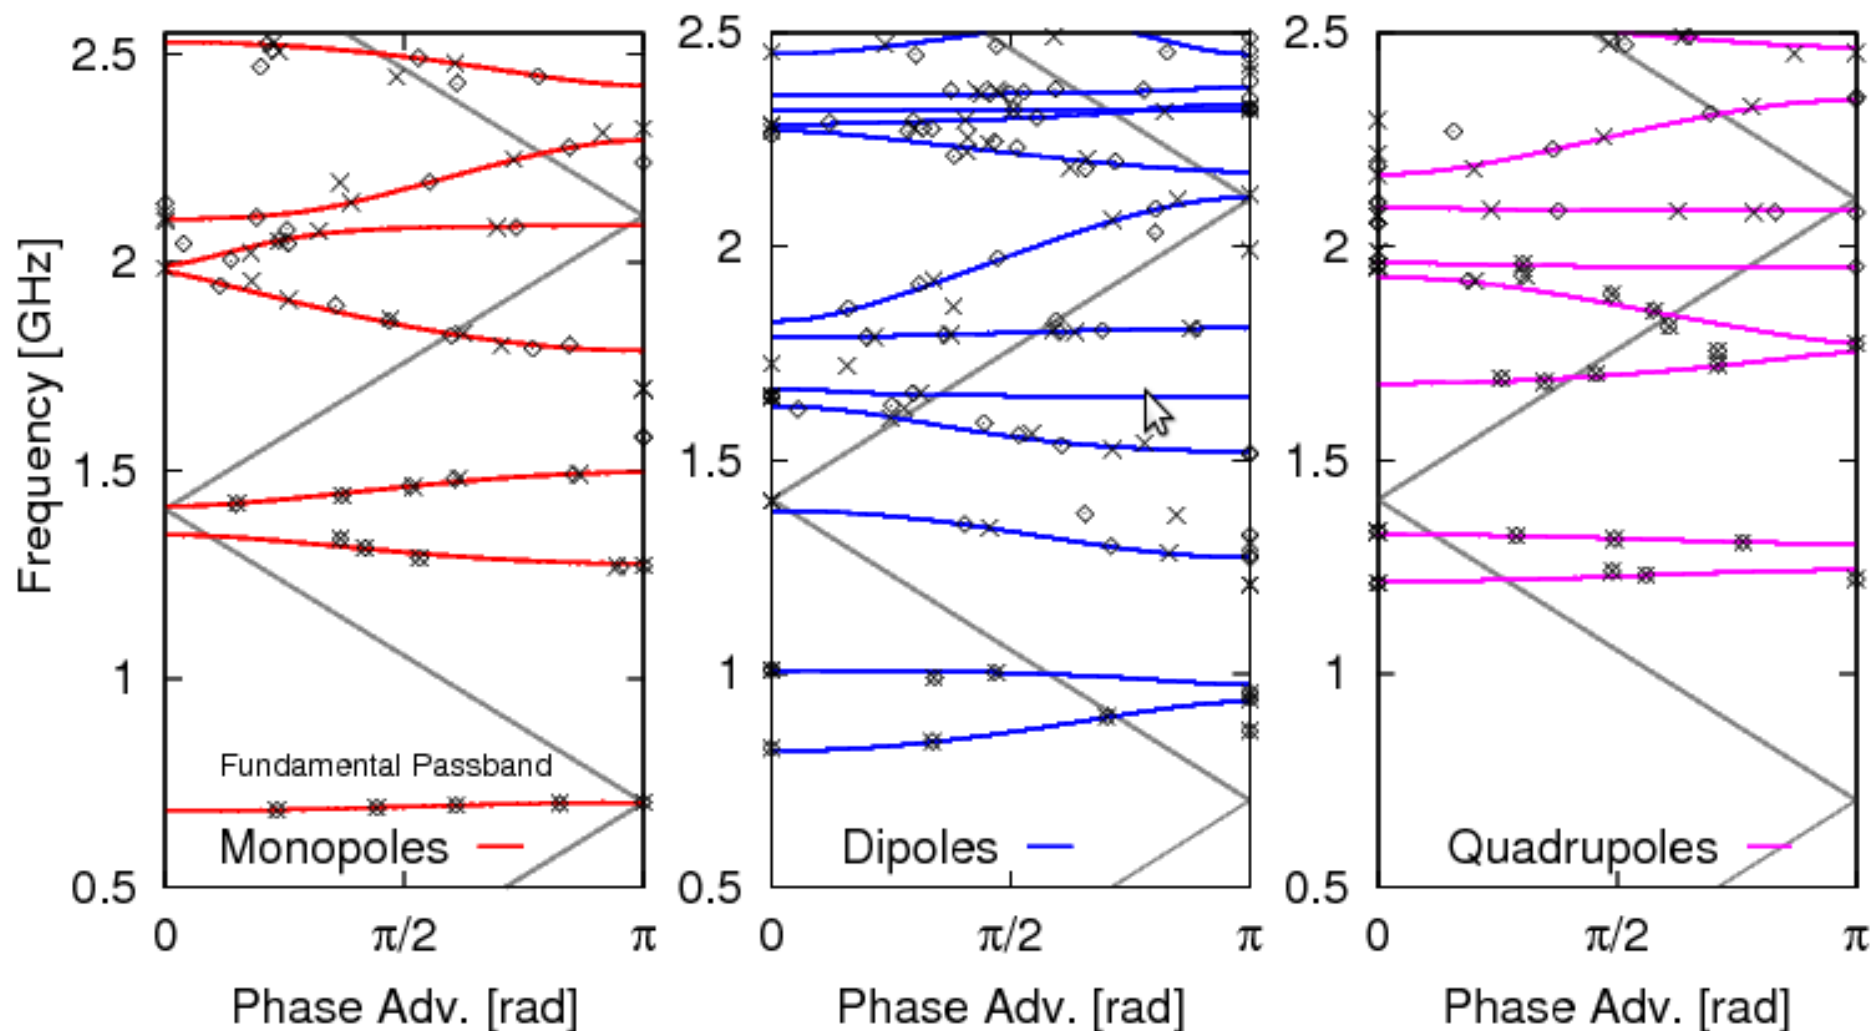 Frequency [GHz]
2.5
2
1.5
1
0.5
Fundamental Passband
Monopoles
0
π/2
π
Phase Adv. [rad]
2.5
2
1.5
1
0.5
Dipoles
0
π/2
π
Phase Adv. [rad]
2.5
2
1.5
1
0.5
Quadrupoles
0
π/2
π
Phase Adv. [rad]